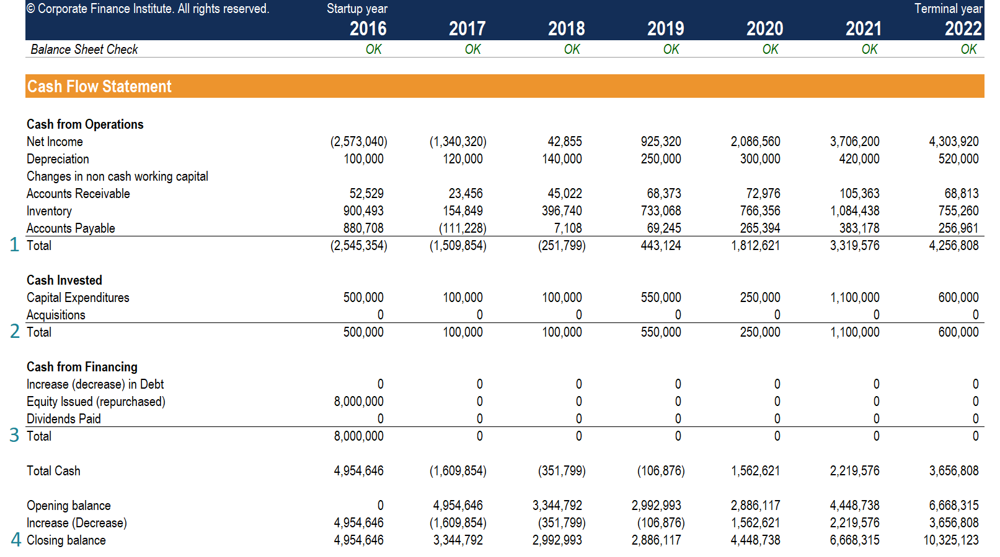 © Corporate Finance Institute. All rights reserved. Startup year Terminal year
2016 2017 2018 2019 2020 2021 2022
Balance Sheet Check OK OK OK OK OK OK OK
Cash Flow Statement
Cash from Operations
Net Income (2,573,040) (1,340,320) 42,855 925,320 2,086,560 3,706,200 4,303,920
Depreciation 100,000 120,000 140,000 250,000 300,000 420,000 520,000
Changes in non cash working capital
Accounts Receivable 52,529 23,456 45,022 68,373 72,976 105,363 68,813
Inventory 900,493 154,849 396,740 733,068 766,356 1,084,438 755,260
Accounts Payable 880,708 (111,228) 7,108 69,245 265,394 383,178 256,961
1 Total (2,545,354) (1,509,854) (251,799) 443,124 1,812,621 3,319,576 4,256,808
Cash Invested
Capital Expenditures 500,000 100,000 100,000 550,000 250,000 1,100,000 600,000
Acquisitions 0 0 0 0 0 0 0
2 Total 500,000 100,000 100,000 550,000 250,000 1,100,000 600,000
Cash from Financing
Increase (decrease) in Debt 0 0 0 0 0 0 0
Equity Issued (repurchased) 8,000,000 0 0 0 0 0 0
Dividends Paid 0 0 0 0 0 0 0
3 Total 8,000,000 0 0 0 0 0 0
Total Cash 4,954,646 (1,609,854) (351,799) (106,876) 1,562,621 2,219,576 3,656,808
Opening balance 0 4,954,646 3,344,792 2,992,993 2,886,117 4,448,738 6,668,315
Increase (Decrease) 4,954,646 (1,609,854) (351,799) (106,876) 1,562,621 2,219,576 3,656,808
4 Closing balance 4,954,646 3,344,792 2,992,993 2,886,117 4,448,738 6,668,315 10,325,123